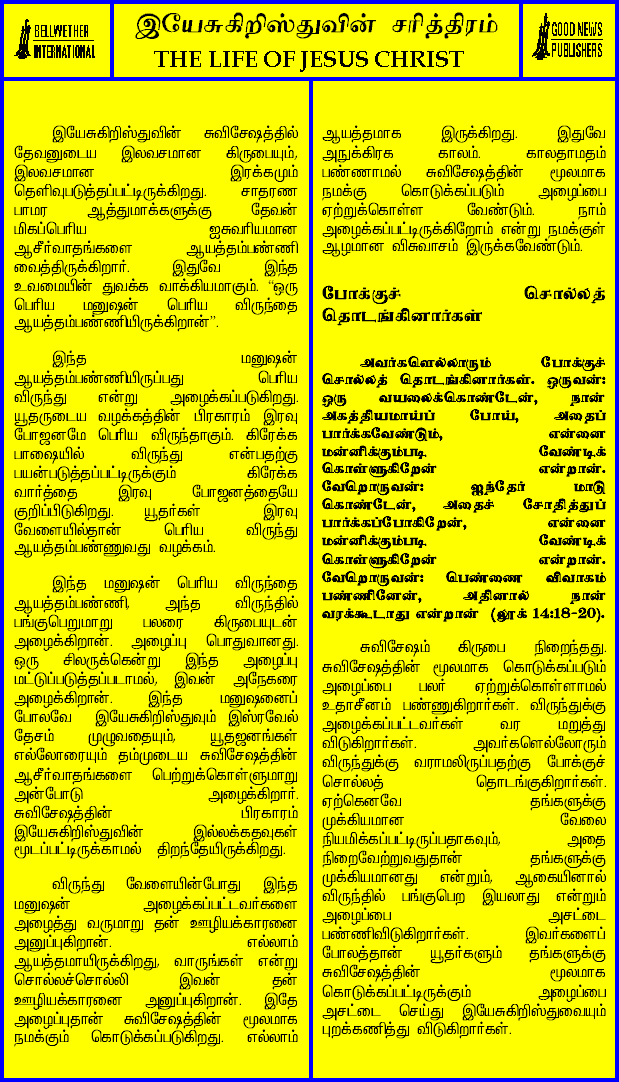 BELLWETHER
INTERNATIONAL
இயேசுகிறிஸ்துவின் சரித்திரம்
THE LIFE OF JESUS CHRIST
GOOD NEWS
PUBLISHERS
இயேசுகிறிஸ்துவின் சுவிசேஷத்தில்
தேவனுடைய இலவசமான கிருபையும்,
இலவசமான இரக்கமும்
தெளிவுபடுத்தப்பட்டிருக்கிறது. சாதரண
பாமர ஆத்துமாக்களுக்கு தேவன்
மிகப்பெரிய ஐசுவரியமான
ஆசீர்வாதங்களை ஆயத்தம்பண்ணி
வைத்திருக்கிறார். இதுவே இந்த
உவமையின் துவக்க வாக்கியமாகும். “ஒரு
பெரிய மனுஷன் பெரிய விருந்தை
ஆயத்தம்பண்ணியிருக்கிறான்”.
இந்த மனுஷன்
ஆயத்தம்பண்ணியிருப்பது பெரிய
விருந்து என்று அழைக்கப்படுகிறது.
யூதருடைய வழக்கத்தின் பிரகாரம் இரவு
போஜனமே பெரிய விருந்தாகும். கிரேக்க
பாஷையில் விருந்து என்பதற்கு
பயன்படுத்தப்பட்டிருக்கும் கிரேக்க
வார்த்தை இரவு போஜனத்தையே
குறிப்பிடுகிறது. யூதர்கள் இரவு
வேளையில்தான் பெரிய விருந்து
ஆயத்தம்பண்ணுவது வழக்கம்.
இந்த மனுஷன் பெரிய விருந்தை
ஆயத்தம்பண்ணி, அந்த விருந்தில்
பங்குபெறுமாறு பலரை கிருபையுடன்
அழைக்கிறான். அழைப்பு பொதுவானது.
ஒரு சிலருக்கென்று இந்த அழைப்பு
மட்டுப்படுத்தப்படாமல், இவன் அநேகரை
அழைக்கிறான். இந்த மனுஷனைப்
போலவே இயேசுகிறிஸ்துவும் இஸ்ரவேல்
தேசம் முழுவதையும், யூதஜனங்கள்
எல்லோரையும் தம்முடைய சுவிசேஷத்தின்
ஆசீர்வாதங்களை பெற்றுக்கொள்ளுமாறு
அன்போடு அழைக்கிறார்.
சுவிசேஷத்தின் பிரகாரம்
இயேசுகிறிஸ்துவின் இல்லக்கதவுகள்
மூடப்பட்டிருக்காமல் திறந்தேயிருக்கிறது.
விருந்து வேளையின்போது இந்த
மனுஷன் அழைக்கப்பட்டவர்களை
அழைத்து வருமாறு தன் ஊழியக்காரனை
அனுப்புகிறான். எல்லாம்
ஆயத்தமாயிருக்கிறது, வாருங்கள் என்று
சொல்லச்சொல்லி இவன் தன்
ஊழியக்காரனை அனுப்புகிறான். இதே
அழைப்புதான் சுவிசேஷத்தின் மூலமாக
நமக்கும் கொடுக்கப்படுகிறது. எல்லாம்
ஆயத்தமாக இருக்கிறது. இதுவே
அநுக்கிரக காலம். காலதாமதம்
பண்ணாமல் சுவிசேஷத்தின் மூலமாக
நமக்கு கொடுக்கப்படும் அழைப்பை
ஏற்றுக்கொள்ள வேண்டும். நாம்
அழைக்கப்பட்டிருக்கிறோம் என்று நமக்குள்
ஆழமான விசுவாசம் இருக்கவேண்டும்.
போக்குச் சொல்லத்
தொடங்கினார்கள்
அவர்களெல்லாரும் போக்குச்
சொல்லத் தொடங்கினார்கள். ஒருவன்:
ஒரு வயலைக்கொண்டேன், நான்
அகத்தியமாய்ப் போய், அதைப்
பார்க்கவேண்டும், என்னை
மன்னிக்கும்படி வேண்டிக்
கொள்ளுகிறேன் என்றான்.
வேறொருவன்: ஐந்தேர் மாடு
கொண்டேன், அதைச் சோதித்துப்
பார்க்கப்போகிறேன், என்னை
மன்னிக்கும்படி வேண்டிக்
கொள்ளுகிறேன் என்றான்.
வேறொருவன்: பெண்ணை விவாகம்
பண்ணினேன், அதினால் நான்
வரக்கூடாது என்றான் (லூக் 14:18-20).
சுவிசேஷம் கிருபை நிறைந்தது.
சுவிசேஷத்தின் மூலமாக கொடுக்கப்படும்
அழைப்பை பலர் ஏற்றுக்கொள்ளாமல்
உதாசீனம் பண்ணுகிறார்கள். விருந்துக்கு
அழைக்கப்பட்டவர்கள் வர மறுத்து
விடுகிறார்கள். அவர்களெல்லோரும்
விருந்துக்கு வராமலிருப்பதற்கு போக்குச்
சொல்லத் தொடங்குகிறார்கள்.
ஏற்கெனவே தங்களுக்கு
முக்கியமான வேலை
நியமிக்கப்பட்டிருப்பதாகவும், அதை
நிறைவேற்றுவதுதான் தங்களுக்கு
முக்கியமானது என்றும், ஆகையினால்
விருந்தில் பங்குபெற இயலாது என்றும்
அழைப்பை அசட்டை
பண்ணிவிடுகிறார்கள். இவர்களைப்
போலத்தான் யூதர்களும் தங்களுக்கு
சுவிசேஷத்தின் மூலமாக
கொடுக்கப்பட்டிருக்கும் அழைப்பை
அசட்டை செய்து இயேசுகிறிஸ்துவையும்
புறக்கணித்து விடுகிறார்கள்.